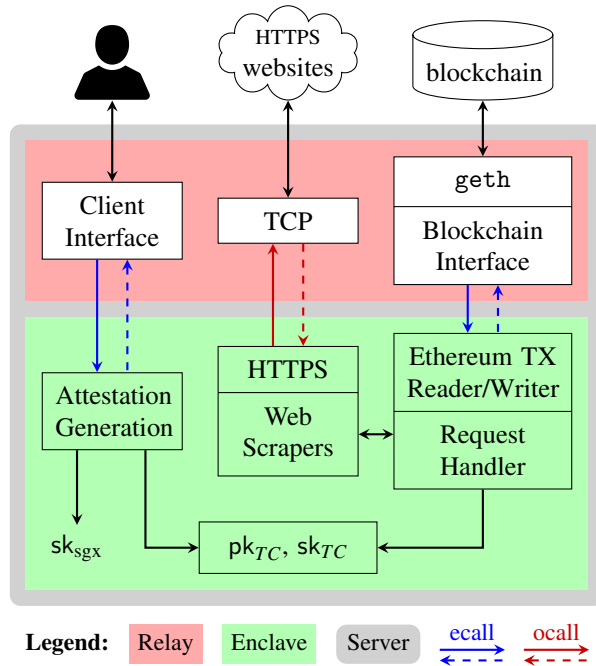 HTTPS
websites
blockchain
Client
Interface
TCP
geth
Blockchain
Interface
Attestation
Generation
HTTPS
Web
Scrapers
Ethereum TX
Reader/Writer
Request
Handler
sk_sgx
pk_TC, sk_TC
Legend: Relay Enclave Server ecall ocall